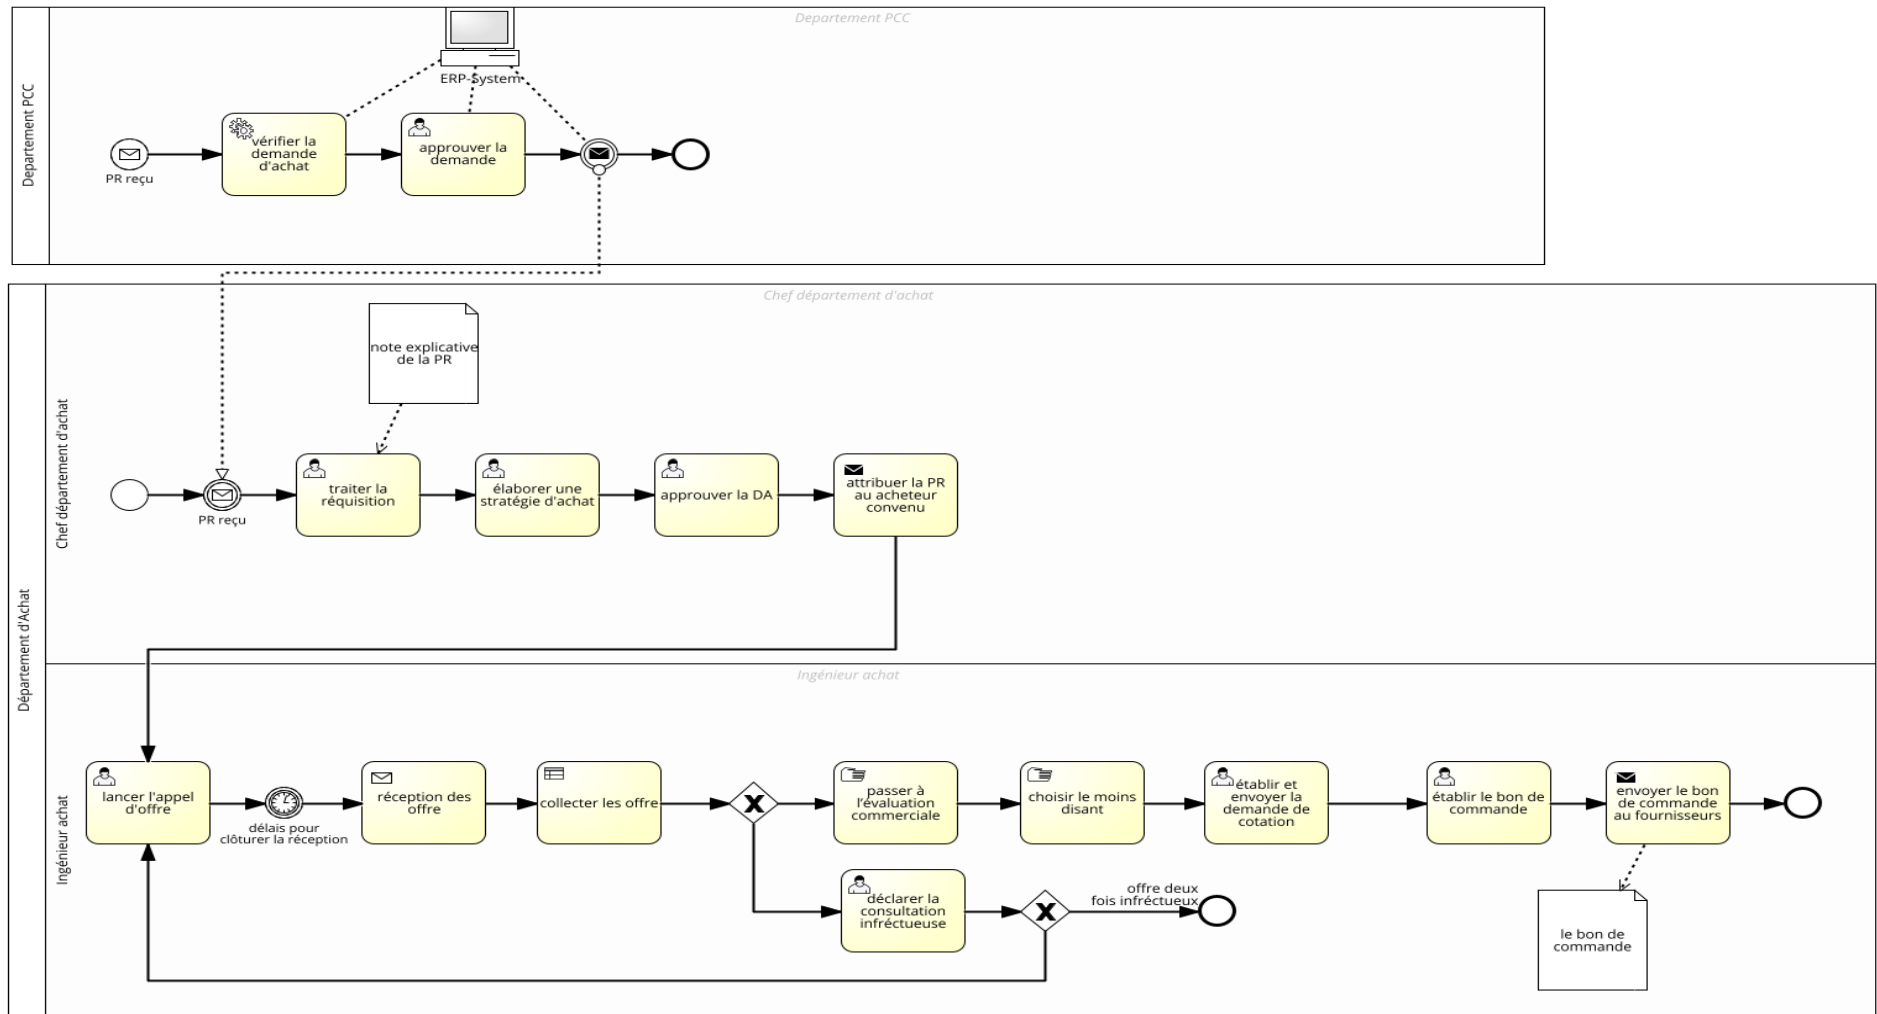 Departement PCC
Departement PCC
ERP-System
PR reçu
vérifier la
demande
d'achat
approuver la
demande
Département d'Achat
Chef département d'achat
Chef département d'achat
note explicative
de la PR
PR reçu
traiter la
réquisition
élaborer une
stratégie d'achat
approuver la DA
attribuer la PR
au acheteur
convenu
Ingénieur achat
Ingénieur achat
lancer l'appel
d'offre
délais pour
clôturer la réception
réception des
offre
collecter les offre
passer à
l'évaluation
commerciale
choisir le moins
disant
établir et
envoyer la
demande de
cotation
établir le bon de
commande
envoyer le bon
de commande
au fournisseurs
déclarer la
consultation
infréctueuse
offre deux
fois infréctueux
le bon de
commande